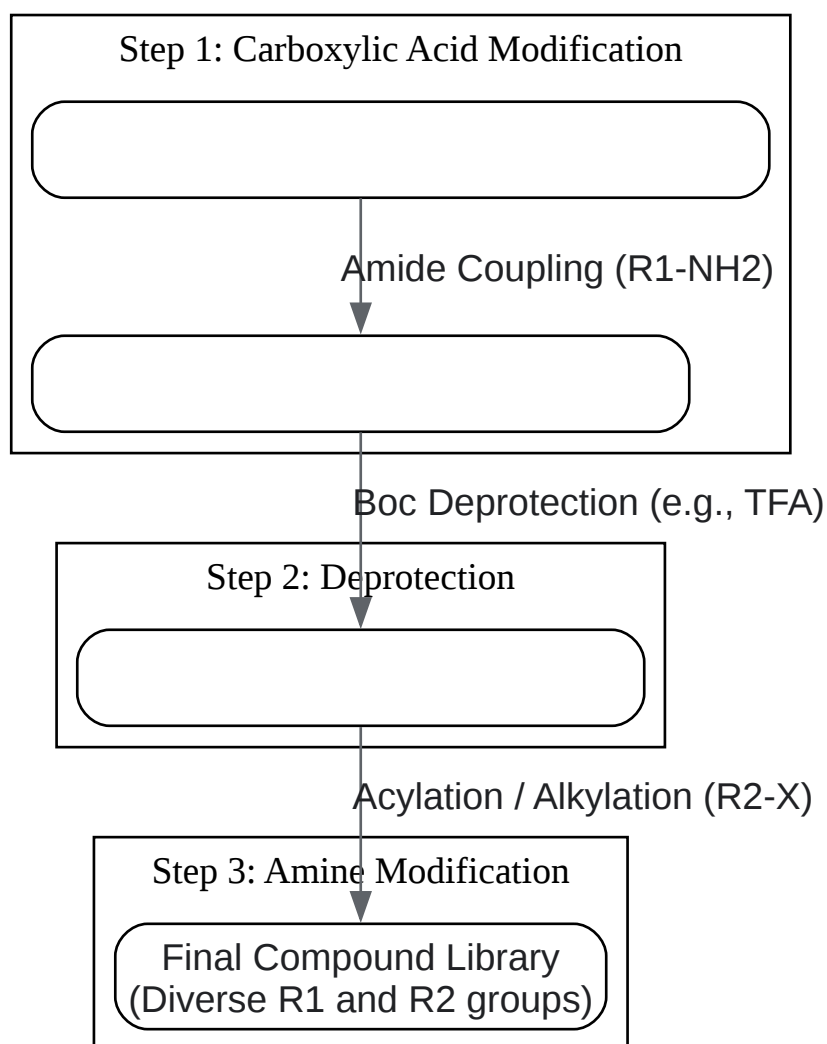 Step 1: Carboxylic Acid Modification
Amide Coupling (R1-NH2)
Boc Deprotection (e.g., TFA)
Step 2: Deprotection
Acylation / Alkylation (R2-X)
Step 3: Amine Modification
Final Compound Library
(Diverse R1 and R2 groups)